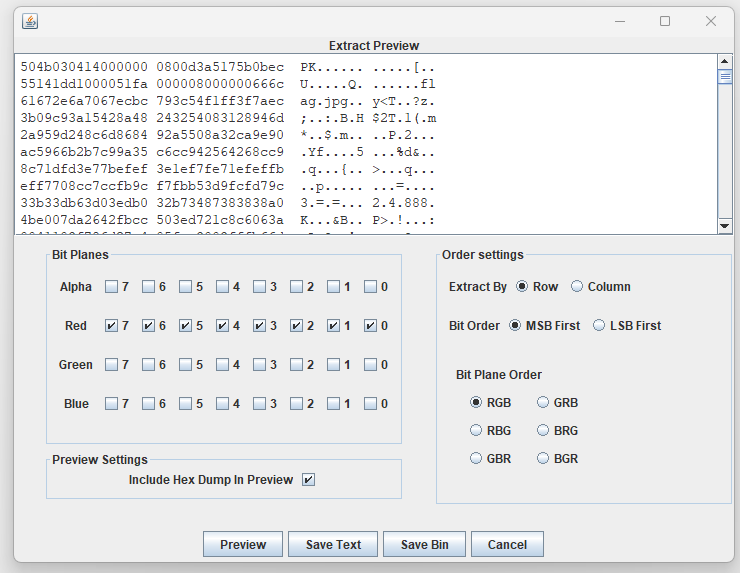 Extract Preview
504b030414000000 0800d3a5175b0bec PK...... .....[..
55141dd1000051fa 000008000000666c U.....Q. ......fl
61672e6a7067ecbc 793c54f1ff3f7aec ag.jpg.. y<T..?z.
3b09c93a15428a48 243254083128946d ;..:.B.H $2T.1(.m
2a959d248c6d8684 92a5508a32ca9e90 *..$.m.. ..P.2...
ac5966b2b7c99a35 c6cc942564268cc9 .Yf....5 ...%d&..
8c71dfd3e77befef 3e1ef7fe71efeffb .q...{.. >...q...
eff7708cc7ccfb9c f7fbb53d9fcfd79c ..p..... ...=....
33b33db63d03edb0 32b73487383838a0 3.=.=... 2.4.888.
4be007da2642fbcc 503ed721c8c6063a K...&B.. P>.!...:
Bit Planes
Alpha 7 6 5 4 3 2 1 0
Red 7 6 5 4 3 2 1 0
Green 7 6 5 4 3 2 1 0
Blue 7 6 5 4 3 2 1 0
Preview Settings
Include Hex Dump In Preview
Order settings
Extract By Row Column
Bit Order MSB First LSB First
Bit Plane Order
RGB GRB
RBG BRG
GBR BGR
Preview Save Text Save Bin Cancel